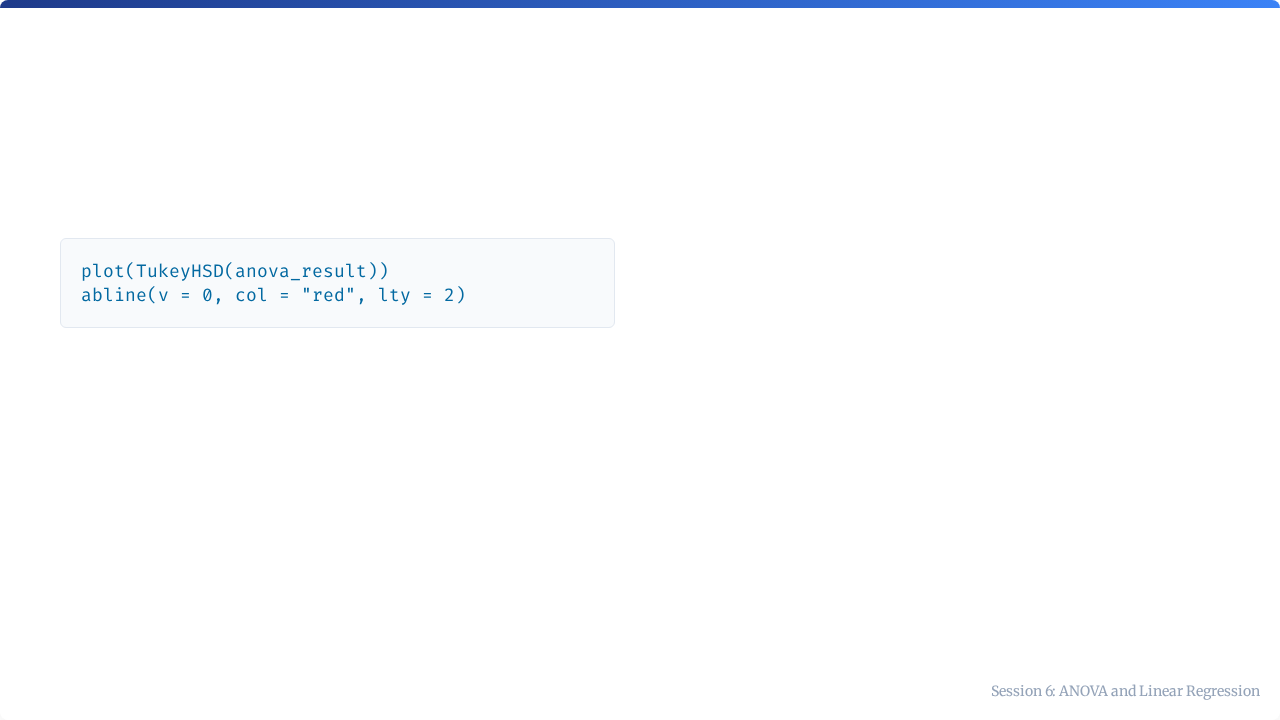 plot(TukeyHSD(anova_result))
abline(v = 0, col = "red", lty = 2)
Session 6: ANOVA and Linear Regression